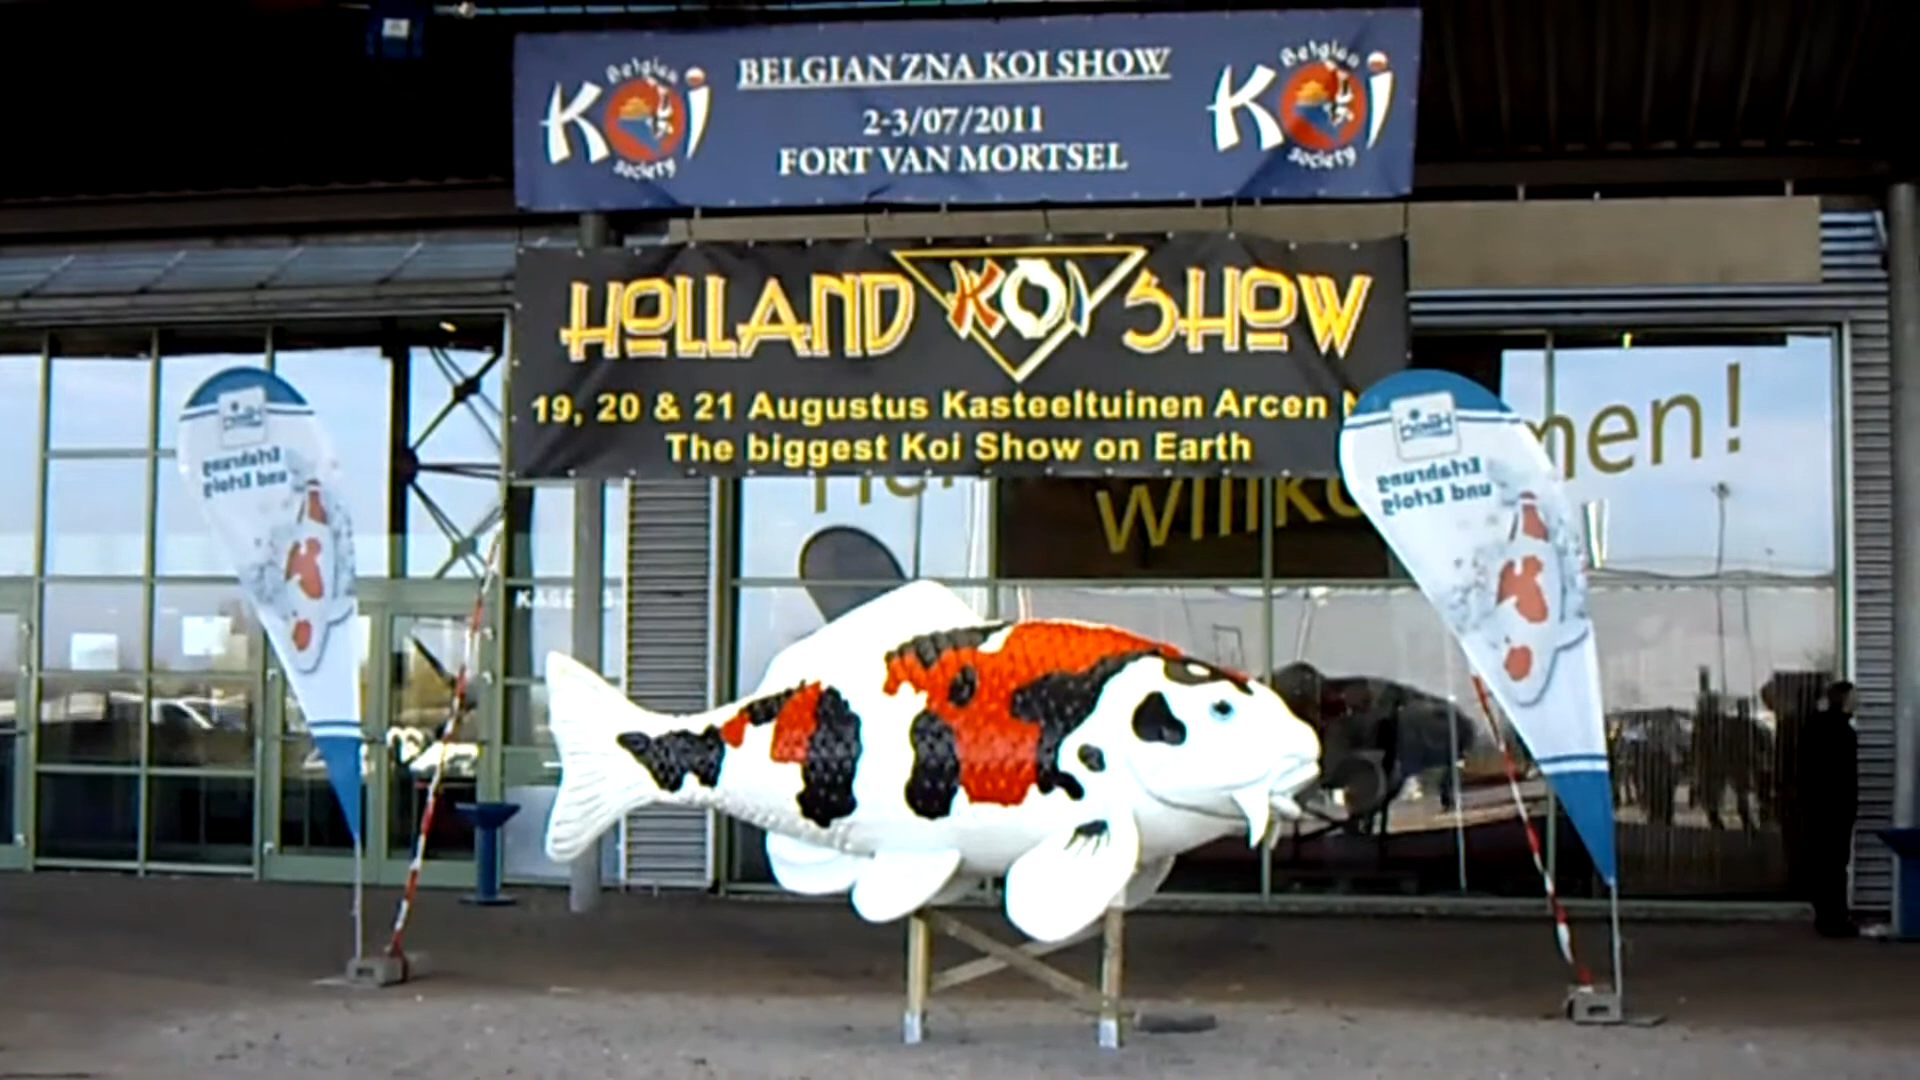 Belgian
KOi
society
BELGIAN ZNA KOI SHOW
2-3/07/2011
FORT VAN MORTSEL
Belgian
KOi
society
HOLLAND KOI SHOW
19, 20 & 21 Augustus Kasteeltuinen Arcen
The biggest Koi Show on Earth
men!
Erfahrung
und Erfolg
Erfahrung
und Erfolg